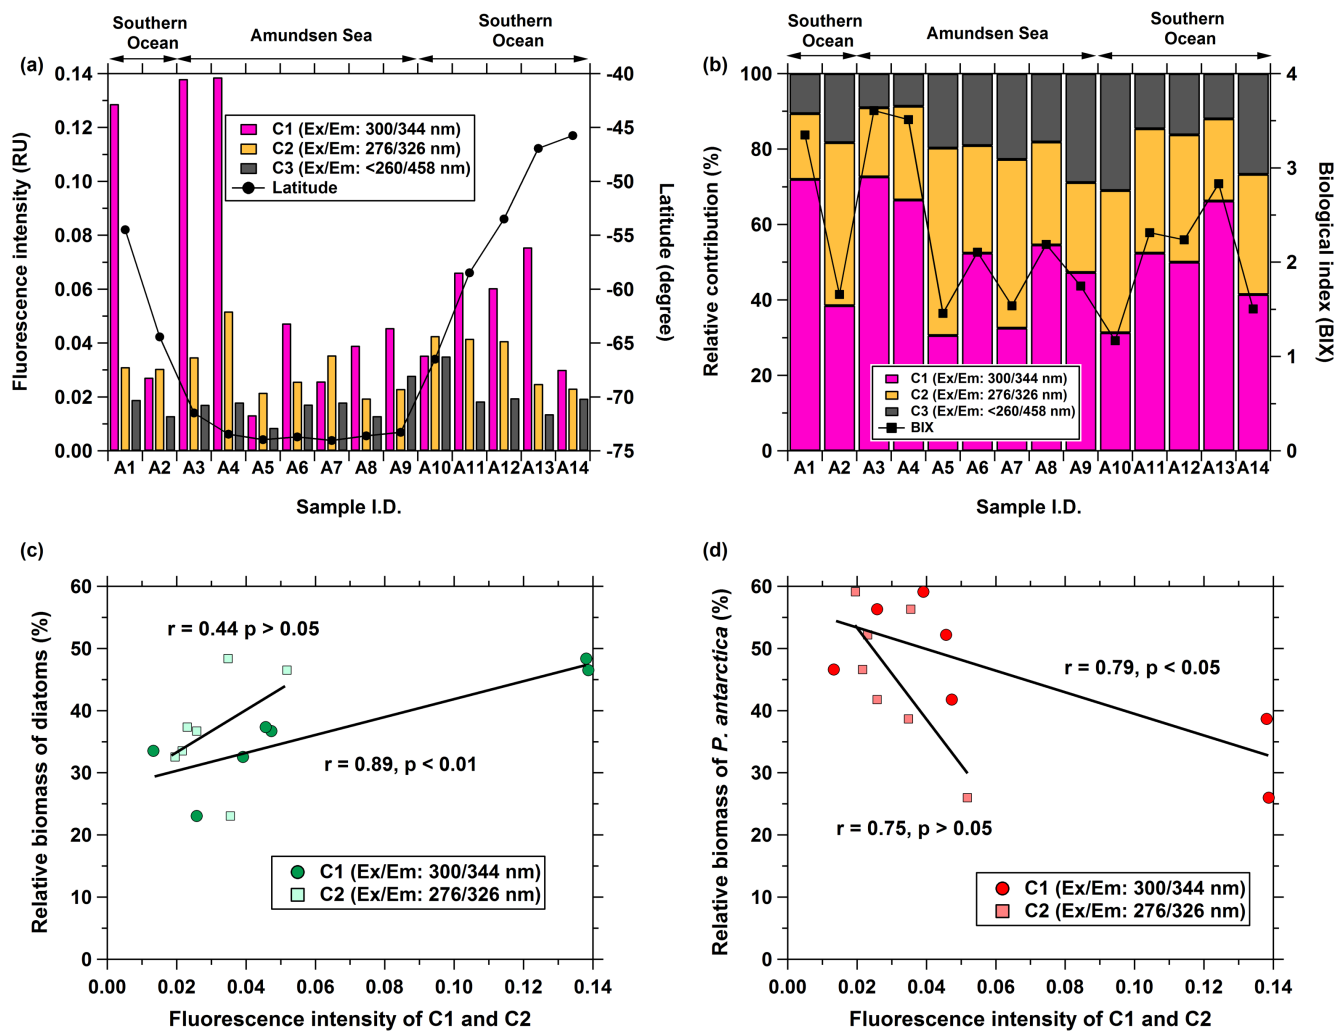 Southern
Ocean
Amundsen Sea
Southern
Ocean
(a)
0.14
0.12
0.10
0.08
0.06
0.04
0.02
0.00
Fluorescence intensity (RU)
C1 (Ex/Em: 300/344 nm)
C2 (Ex/Em: 276/326 nm)
C3 (Ex/Em: <260/458 nm)
Latitude
-40
-45
-50
-55
-60
-65
-70
-75
Latitude (degree)
A1 A2 A3 A4 A5 A6 A7 A8 A9 A10 A11 A12 A13 A14
Sample I.D.
Southern
Ocean
Amundsen Sea
Southern
Ocean
(b)
100
80
60
40
20
0
Relative contribution (%)
C1 (Ex/Em: 300/344 nm)
C2 (Ex/Em: 276/326 nm)
C3 (Ex/Em: <260/458 nm)
BIX
4
3
2
1
0
Biological index (BIX)
A1 A2 A3 A4 A5 A6 A7 A8 A9 A10 A11 A12 A13 A14
Sample I.D.
(c)
60
50
40
30
20
10
0
Relative biomass of diatoms (%)
r = 0.44 p > 0.05
r = 0.89, p < 0.01
C1 (Ex/Em: 300/344 nm)
C2 (Ex/Em: 276/326 nm)
0.00 0.02 0.04 0.06 0.08 0.10 0.12 0.14
Fluorescence intensity of C1 and C2
(d)
60
50
40
30
20
10
0
Relative biomass of P. antarctica (%)
r = 0.79, p < 0.05
r = 0.75, p > 0.05
C1 (Ex/Em: 300/344 nm)
C2 (Ex/Em: 276/326 nm)
0.00 0.02 0.04 0.06 0.08 0.10 0.12 0.14
Fluorescence intensity of C1 and C2